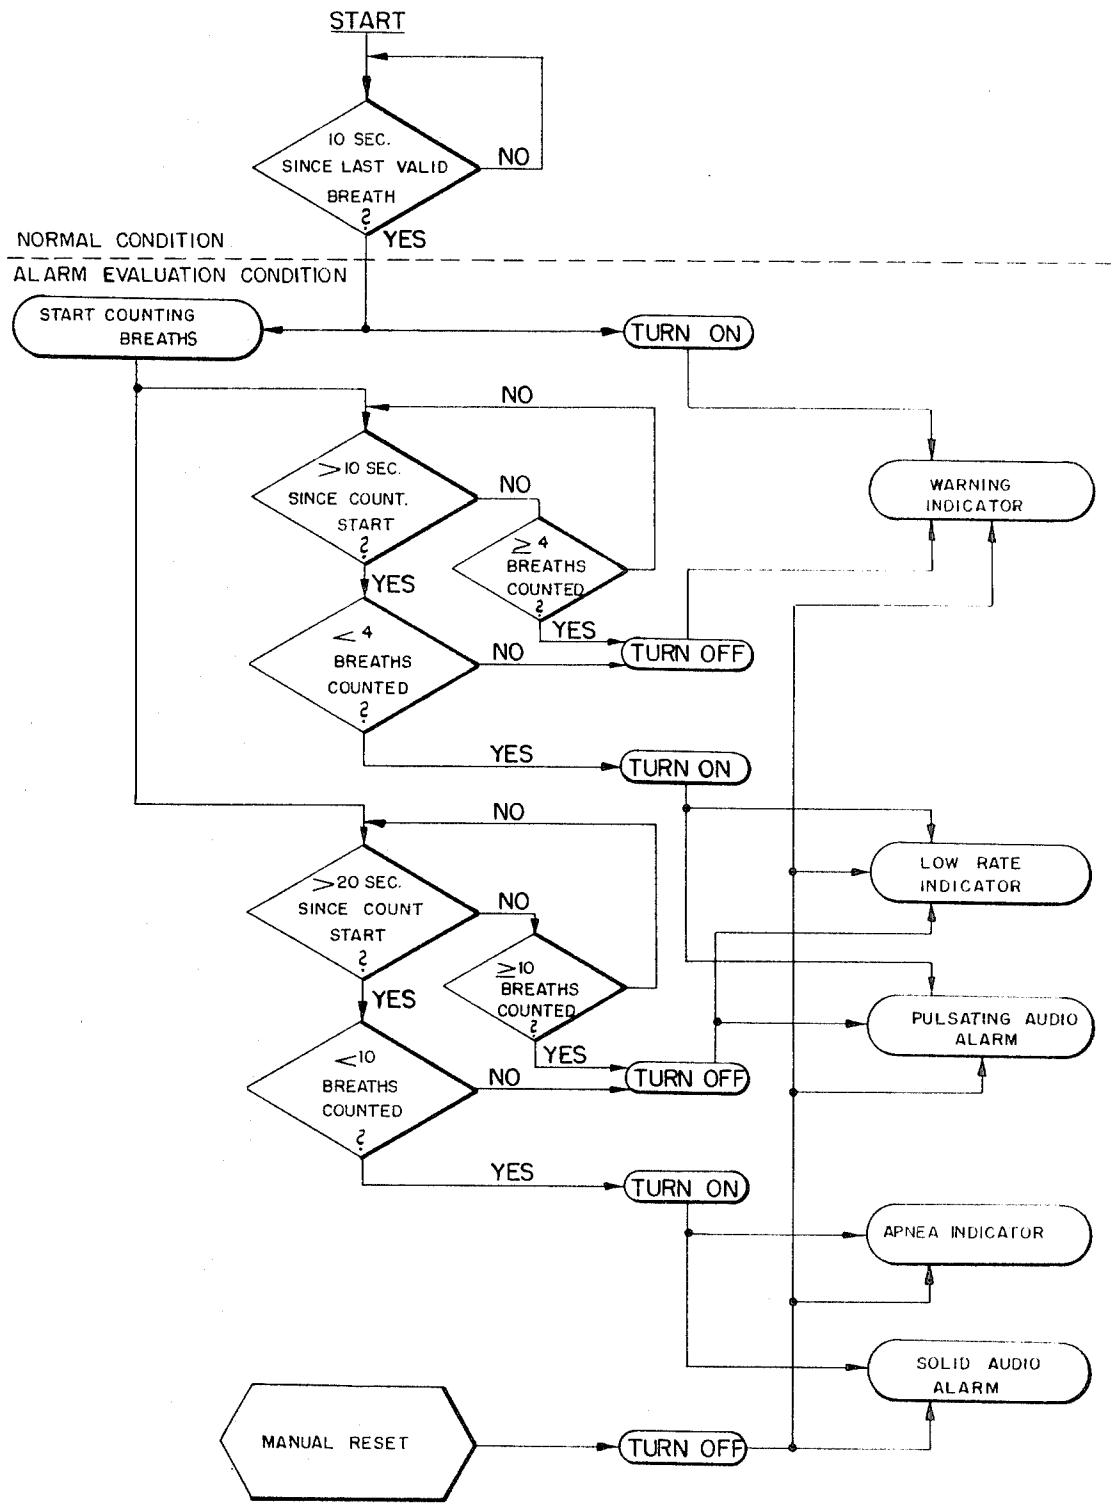 START
10 SEC.
SINCE LAST VALID
BREATH
?
NO
YES
NORMAL CONDITION
ALARM EVALUATION CONDITION
START COUNTING
BREATHS
TURN ON
NO
>10 SEC.
SINCE COUNT.
START
?
NO
WARNING
INDICATOR
≥4
BREATHS
COUNTED
?
YES
YES
TURN OFF
<4
BREATHS
COUNTED
?
NO
YES
TURN ON
NO
>20 SEC.
SINCE COUNT
START
?
NO
LOW RATE
INDICATOR
≥10
BREATHS
COUNTED
?
YES
YES
TURN OFF
PULSATING AUDIO
ALARM
<10
BREATHS
COUNTED
?
NO
YES
TURN ON
APNEA INDICATOR
SOLID AUDIO
ALARM
MANUAL RESET
TURN OFF